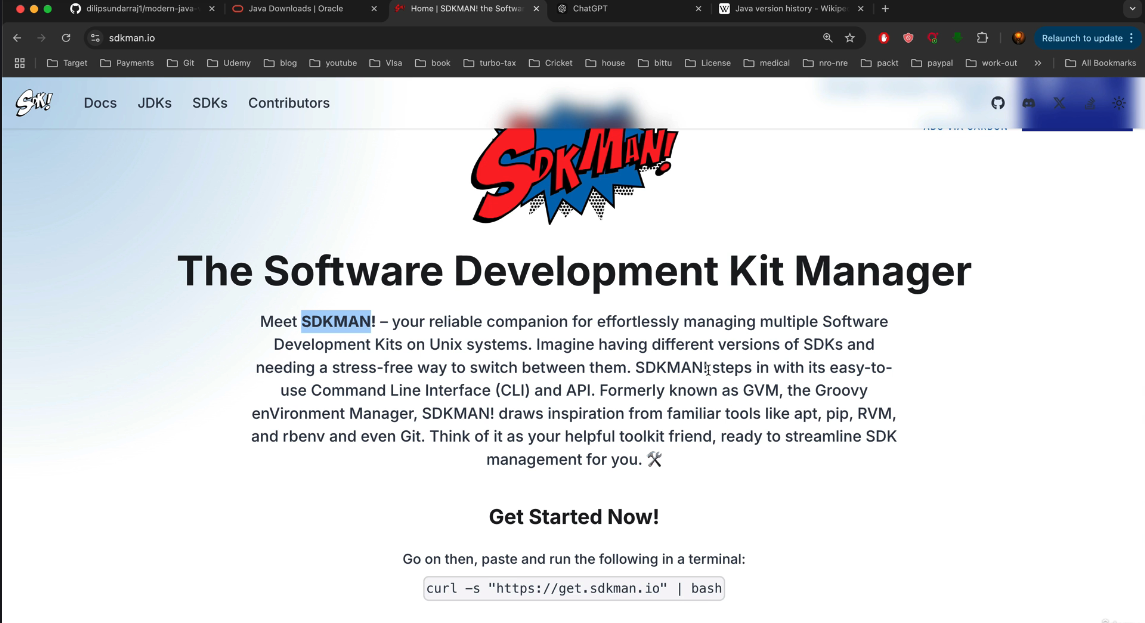 dilipsundarraj1/modern-java-
Java Downloads | Oracle
Home | SDKMAN! the Softwa
ChatGPT
Java version history - Wikipe
sdkman.io
Relaunch to update
Target
Payments
Git
Udemy
blog
youtube
VIsa
book
turbo-tax
Cricket
house
bittu
License
medical
nro-nre
packt
paypal
work-out
All Bookmarks
SDK!
Docs
JDKs
SDKs
Contributors
SDKMAN!
The Software Development Kit Manager
Meet SDKMAN! – your reliable companion for effortlessly managing multiple Software
Development Kits on Unix systems. Imagine having different versions of SDKs and
needing a stress-free way to switch between them. SDKMAN! steps in with its easy-to-
use Command Line Interface (CLI) and API. Formerly known as GVM, the Groovy
enVironment Manager, SDKMAN! draws inspiration from familiar tools like apt, pip, RVM,
and rbenv and even Git. Think of it as your helpful toolkit friend, ready to streamline SDK
management for you. 🛠️
Get Started Now!
Go on then, paste and run the following in a terminal:
curl -s "https://get.sdkman.io" | bash